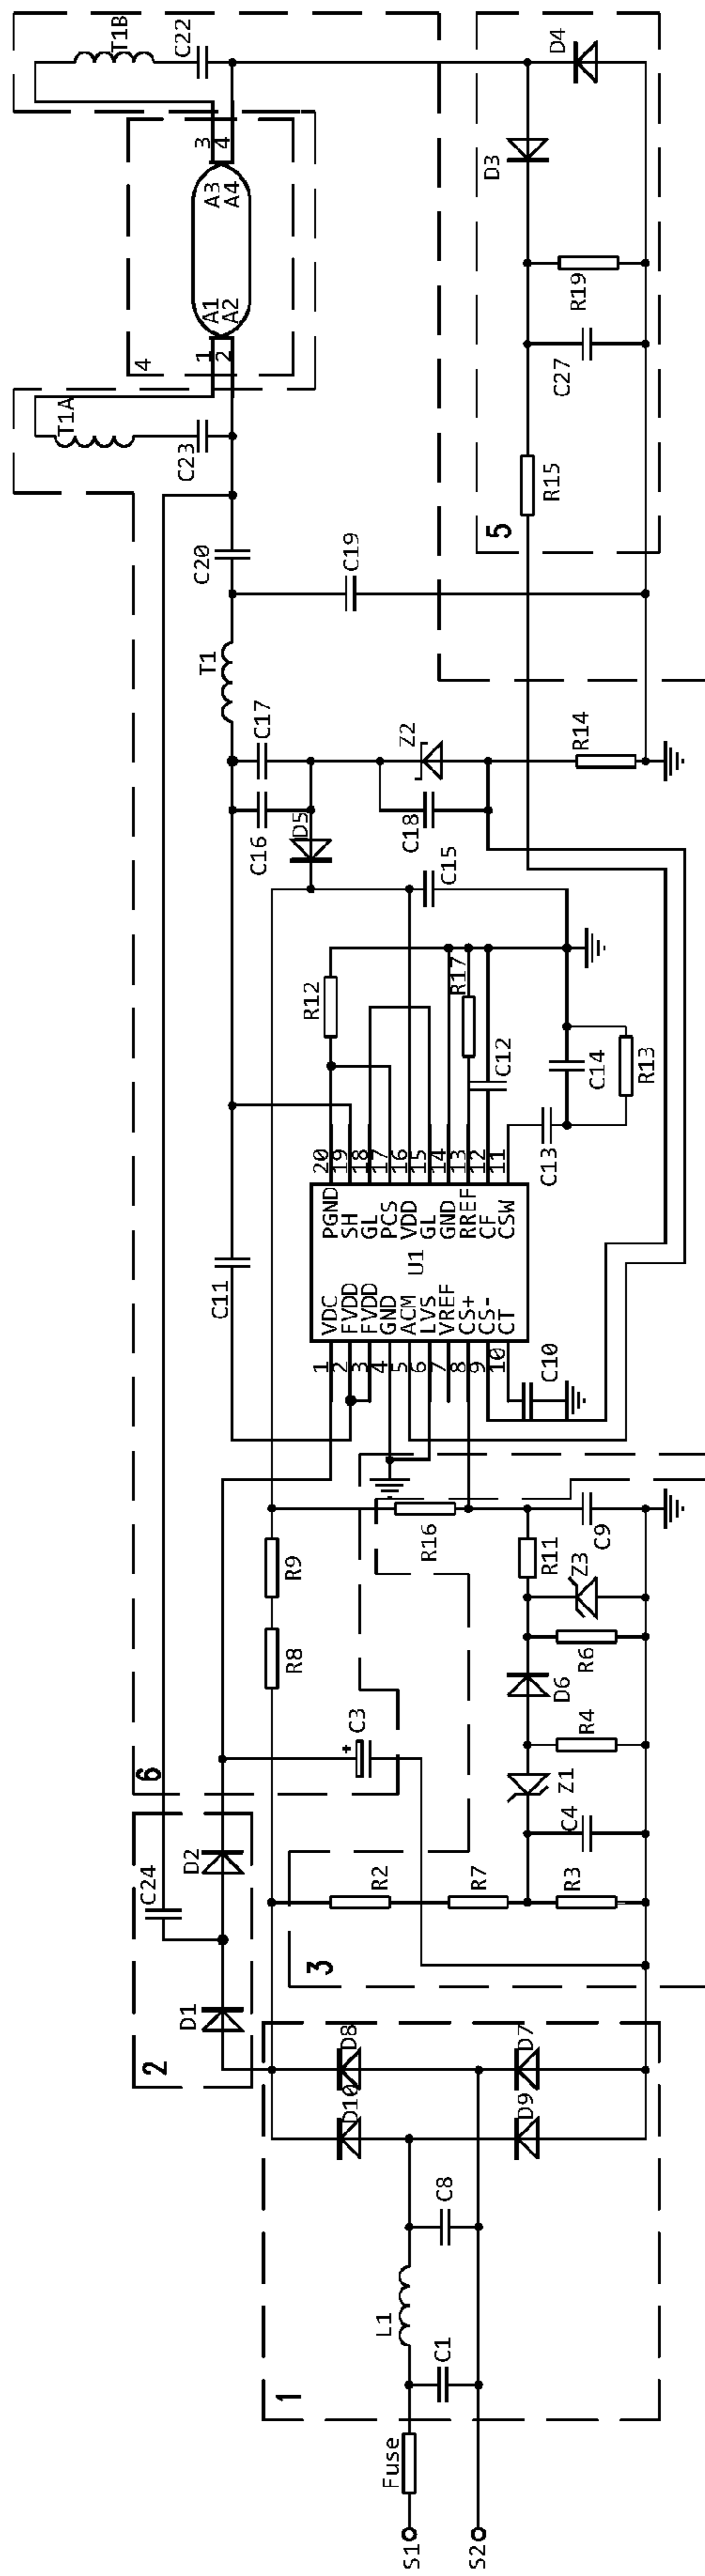 S1
S2
Fuse
1
C1
L1
C8
D10
D8
D9
D7
2
D1
D2
C24
3
R2
R7
R3
C4
Z1
R4
D6
R6
Z3
R11
C9
R16
C3
+
6
R8
R9
C10
C11
U1
1 VDC
2 FVDD
3 FVDD
4 GND
5 ACM
6 LVS
7 VREF
8 CS+
9 CS-
10 CT
PGND 20
SH 19
GL 18
PCS 17
VDD 16
GL 15
GND 14
RREF 13
CF 12
CSW 11
C13
C14
R13
C12
R17
R12
C15
D5
C16
C17
C18
Z2
R14
T1
C19
C20
C23
T1A
4
1
2
A1
A2
A3
A4
3
4
T1B
C22
5
R15
C27
R19
D3
D4